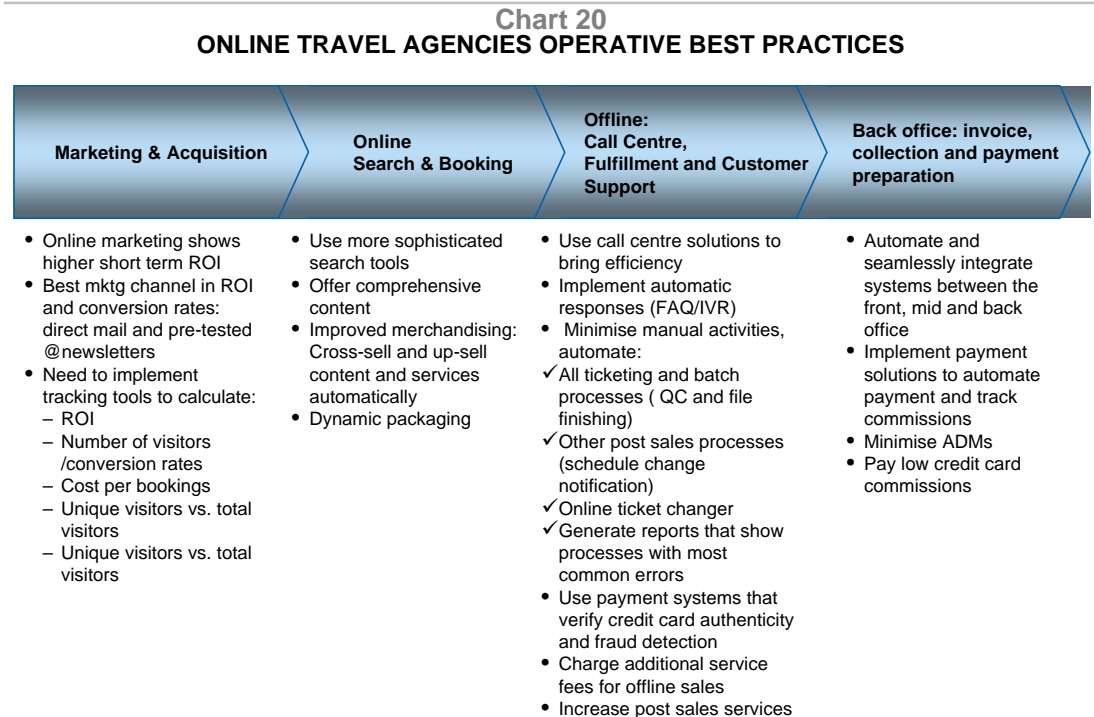 Chart 20
ONLINE TRAVEL AGENCIES OPERATIVE BEST PRACTICES
Marketing & Acquisition
Online
Search & Booking
Offline:
Call Centre,
Fulfillment and Customer
Support
Back office: invoice,
collection and payment
preparation
• Online marketing shows
higher short term ROI
• Best mktg channel in ROI
and conversion rates:
direct mail and pre-tested
@newsletters
• Need to implement
tracking tools to calculate:
– ROI
– Number of visitors
/conversion rates
– Cost per bookings
– Unique visitors vs. total
visitors
– Unique visitors vs. total
visitors
• Use more sophisticated
search tools
• Offer comprehensive
content
• Improved merchandising:
Cross-sell and up-sell
content and services
automatically
• Dynamic packaging
• Use call centre solutions to
bring efficiency
• Implement automatic
responses (FAQ/IVR)
• Minimise manual activities,
automate:
✓All ticketing and batch
processes ( QC and file
finishing)
✓Other post sales processes
(schedule change
notification)
✓Online ticket changer
✓Generate reports that show
processes with most
common errors
• Use payment systems that
verify credit card authenticity
and fraud detection
• Charge additional service
fees for offline sales
• Increase post sales services
• Automate and
seamlessly integrate
systems between the
front, mid and back
office
• Implement payment
solutions to automate
payment and track
commissions
• Minimise ADMs
• Pay low credit card
commissions